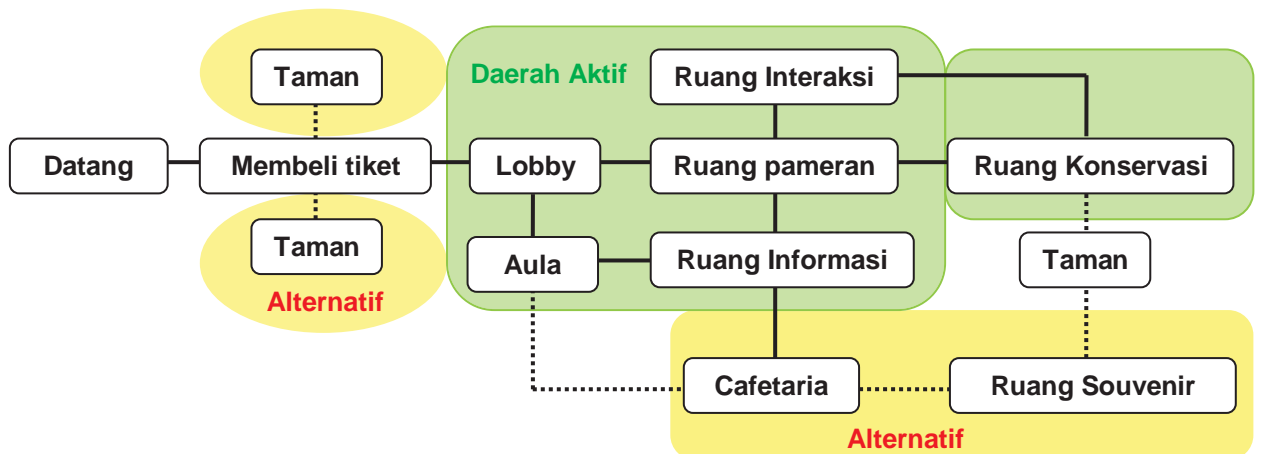 Taman
Daerah Aktif
Ruang Interaksi
Datang
Membeli tiket
Lobby
Ruang pameran
Ruang Konservasi
Taman
Aula
Ruang Informasi
Taman
Alternatif
Cafetaria
Ruang Souvenir
Alternatif